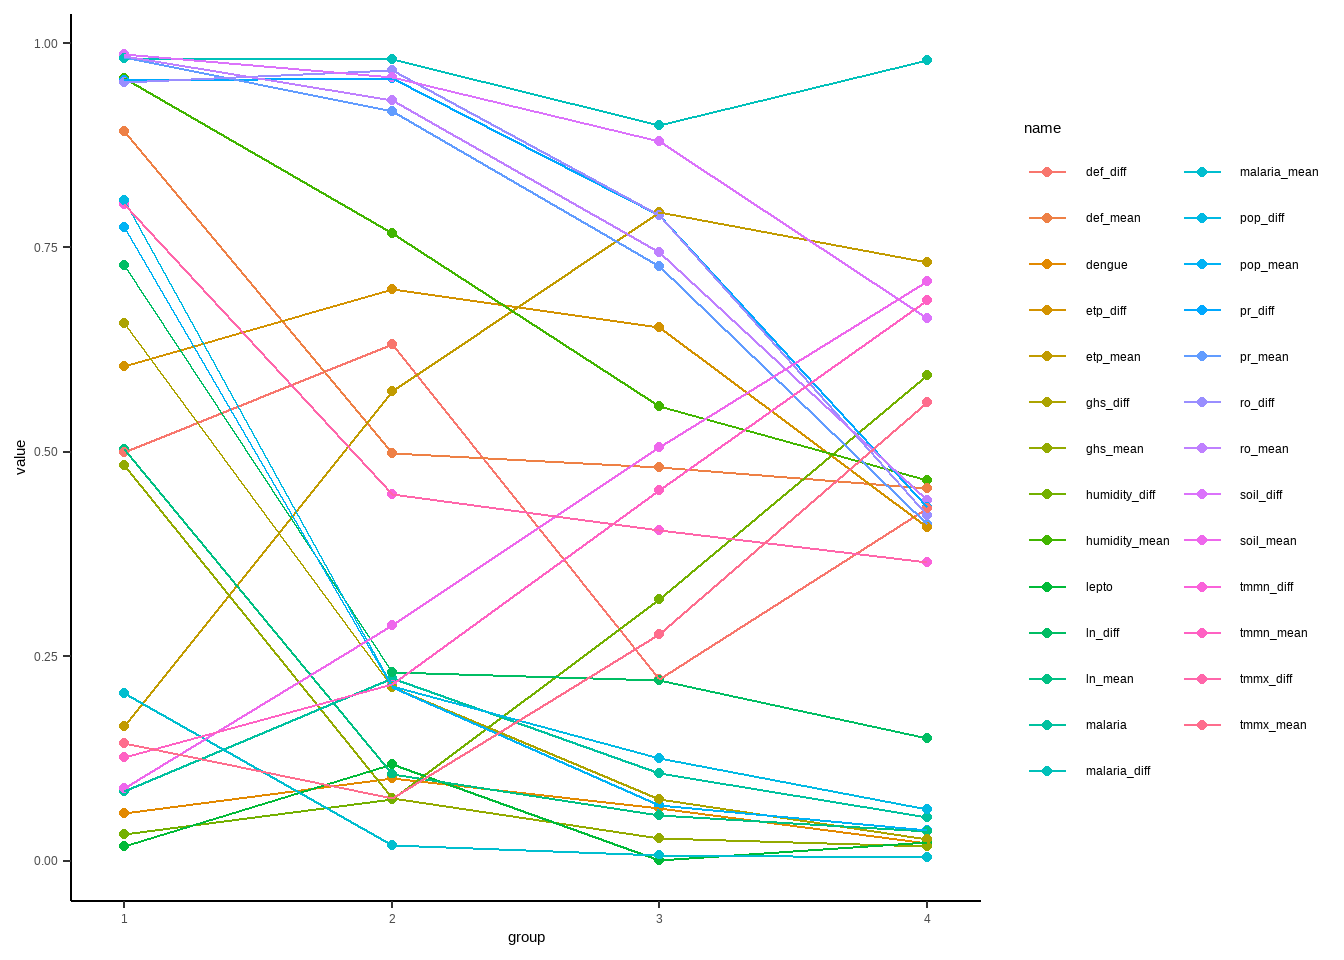 1.00
0.75
0.50
0.25
0.00
value
1
2
3
4
group
name
def_diff
def_mean
dengue
etp_diff
etp_mean
ghs_diff
ghs_mean
humidity_diff
humidity_mean
lepto
ln_diff
ln_mean
malaria
malaria_diff
malaria_mean
pop_diff
pop_mean
pr_diff
pr_mean
ro_diff
ro_mean
soil_diff
soil_mean
tmmn_diff
tmmn_mean
tmmx_diff
tmmx_mean